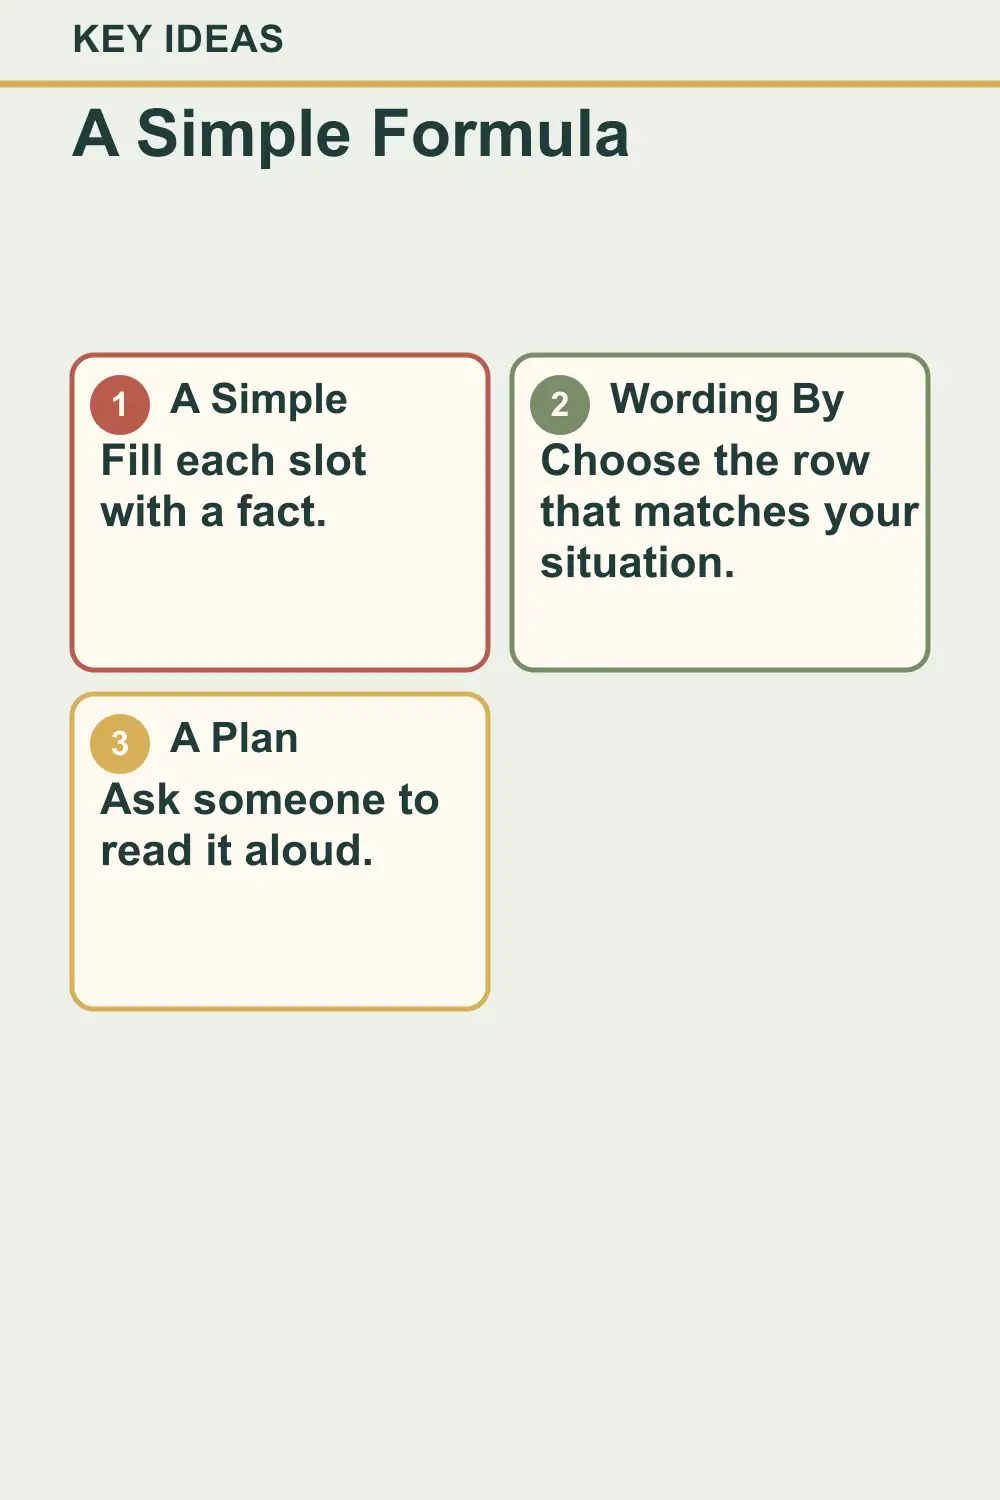 KEY IDEAS
A Simple Formula
1 A Simple
Fill each slot
with a fact.
2 Wording By
Choose the row
that matches your
situation.
3 A Plan
Ask someone to
read it aloud.